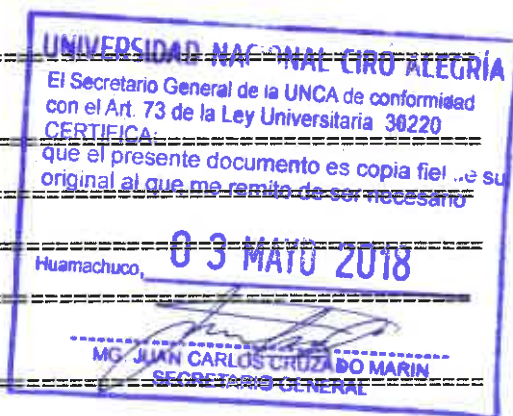 UNIVERSIDAD NACIONAL CIRO ALEGRÍA
El Secretario General de la UNCA de conformidad
con el Art. 73 de la Ley Universitaria 30220
CERTIFICA:
que el presente documento es copia fiel de su
original al que me remito de ser necesario
Huamachuco, 03 MAYO 2018
MG. JUAN CARLOS CRUZADO MARIN
SECRETARIO GENERAL